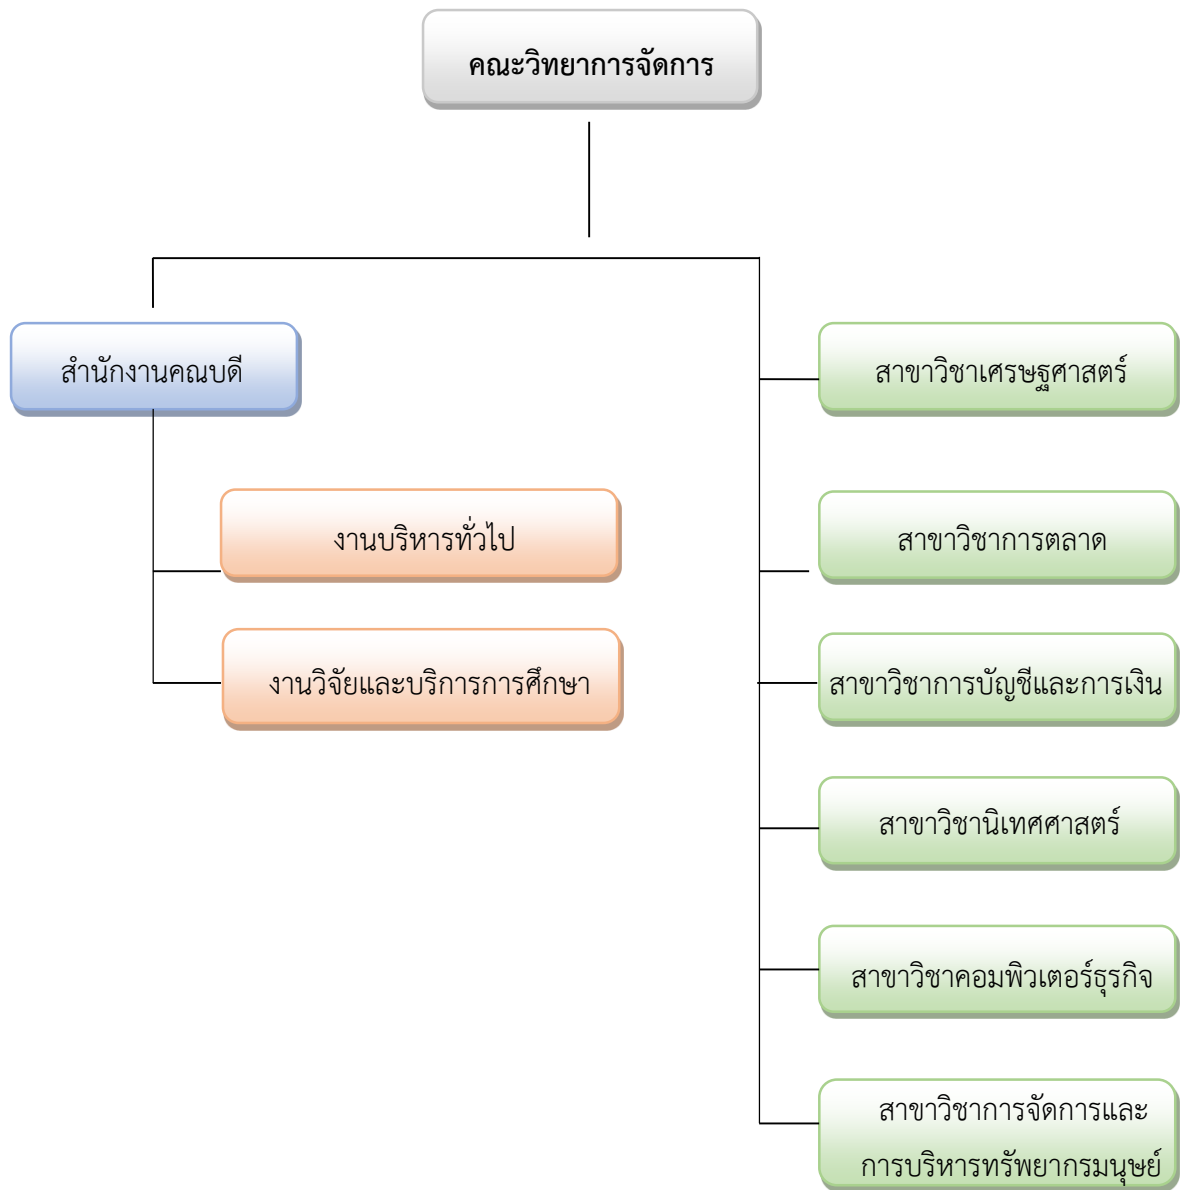 คณะวิทยาการจัดการ
สำนักงานคณบดี
งานบริหารทั่วไป
งานวิจัยและบริการการศึกษา
สาขาวิชาเศรษฐศาสตร์
สาขาวิชาการตลาด
สาขาวิชาการบัญชีและการเงิน
สาขาวิชานิเทศศาสตร์
สาขาวิชาคอมพิวเตอร์ธุรกิจ
สาขาวิชาการจัดการและ
การบริหารทรัพยากรมนุษย์